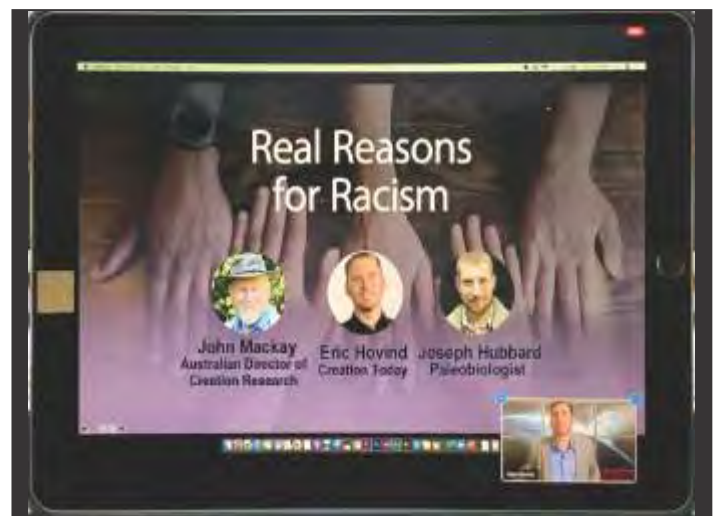 Real Reasons
for Racism
John Mackay
Australian Director of
Creation Research
Eric Hovind
Creation Today
Joseph Hubbard
Paleobiologist